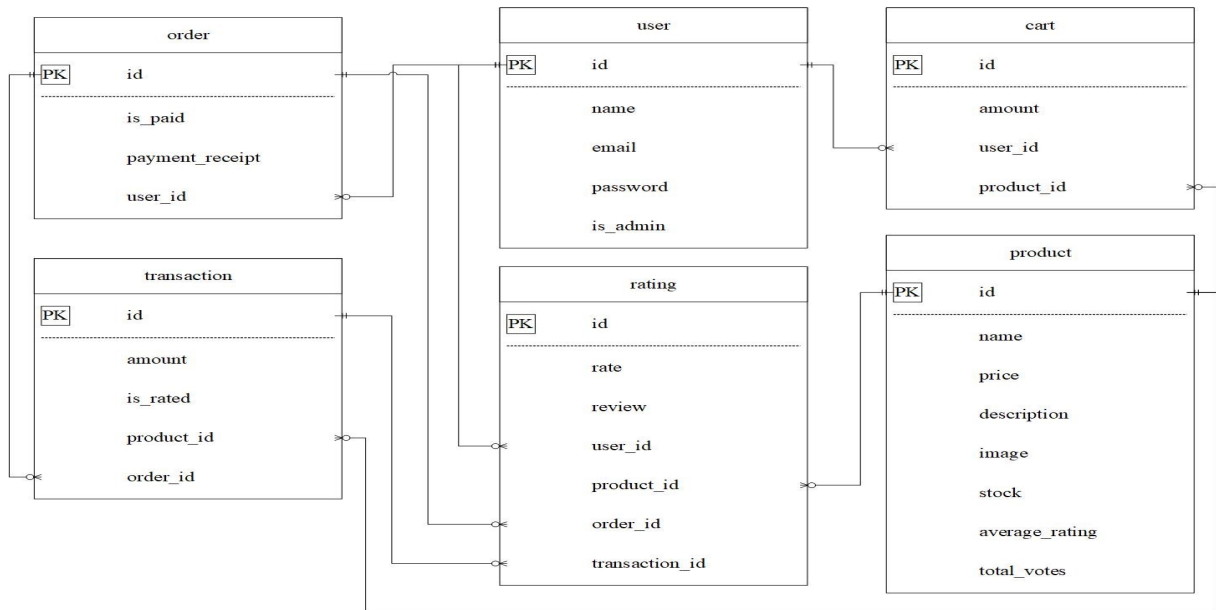 order
PK id
is_paid
payment_receipt
user_id
user
PK id
name
email
password
is_admin
cart
PK id
amount
user_id
product_id
transaction
PK id
amount
is_rated
product_id
order_id
rating
PK id
rate
review
user_id
product_id
order_id
transaction_id
product
PK id
name
price
description
image
stock
average_rating
total_votes